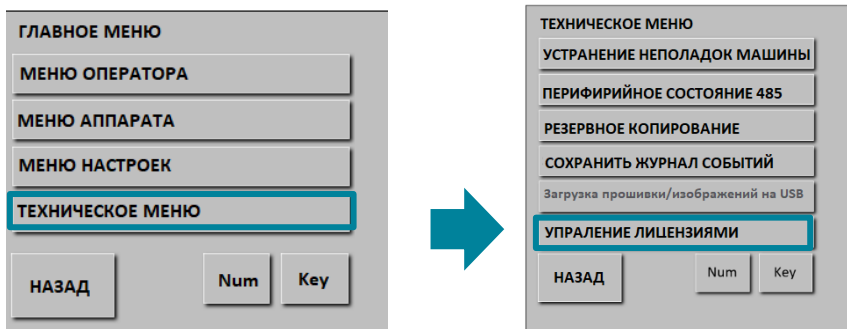 ГЛАВНОЕ МЕНЮ
МЕНЮ ОПЕРАТОРА
МЕНЮ АППАРАТА
МЕНЮ НАСТРОЕК
ТЕХНИЧЕСКОЕ МЕНЮ
НАЗАД
Num
Key
ТЕХНИЧЕСКОЕ МЕНЮ
УСТРАНЕНИЕ НЕПОЛАДОК МАШИНЫ
ПЕРИФИРИЙНОЕ СОСТОЯНИЕ 485
РЕЗЕРВНОЕ КОПИРОВАНИЕ
СОХРАНИТЬ ЖУРНАЛ СОБЫТИЙ
Загрузка прошивки/изображений на USB
УПРАЛЕНИЕ ЛИЦЕНЗИЯМИ
НАЗАД
Num
Key